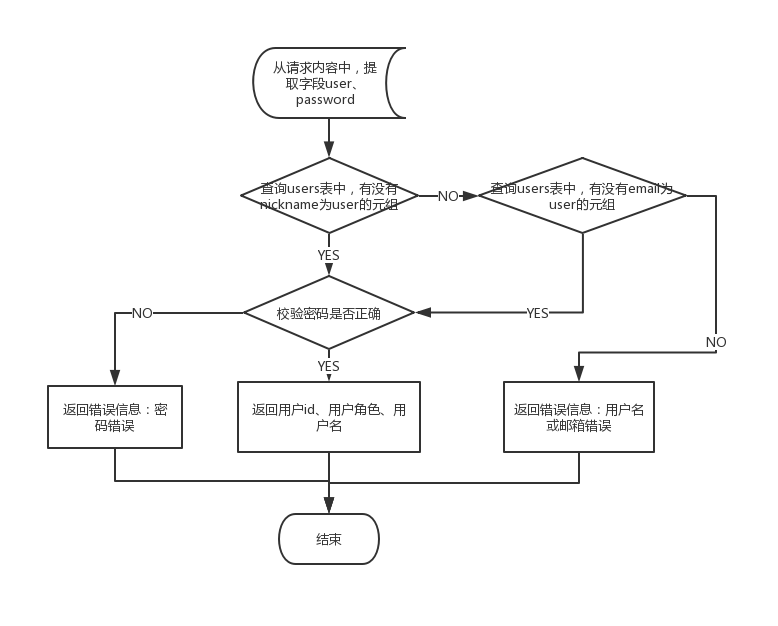 从请求内容中，提
取字段user、
password
查询users表中，有没有
nickname为user的元组
NO
查询users表中，有没有email为
user的元组
YES
校验密码是否正确
YES
NO
NO
YES
返回错误信息：密
码错误
返回用户id、用户角色、用
户名
返回错误信息：用户名
或邮箱错误
结束